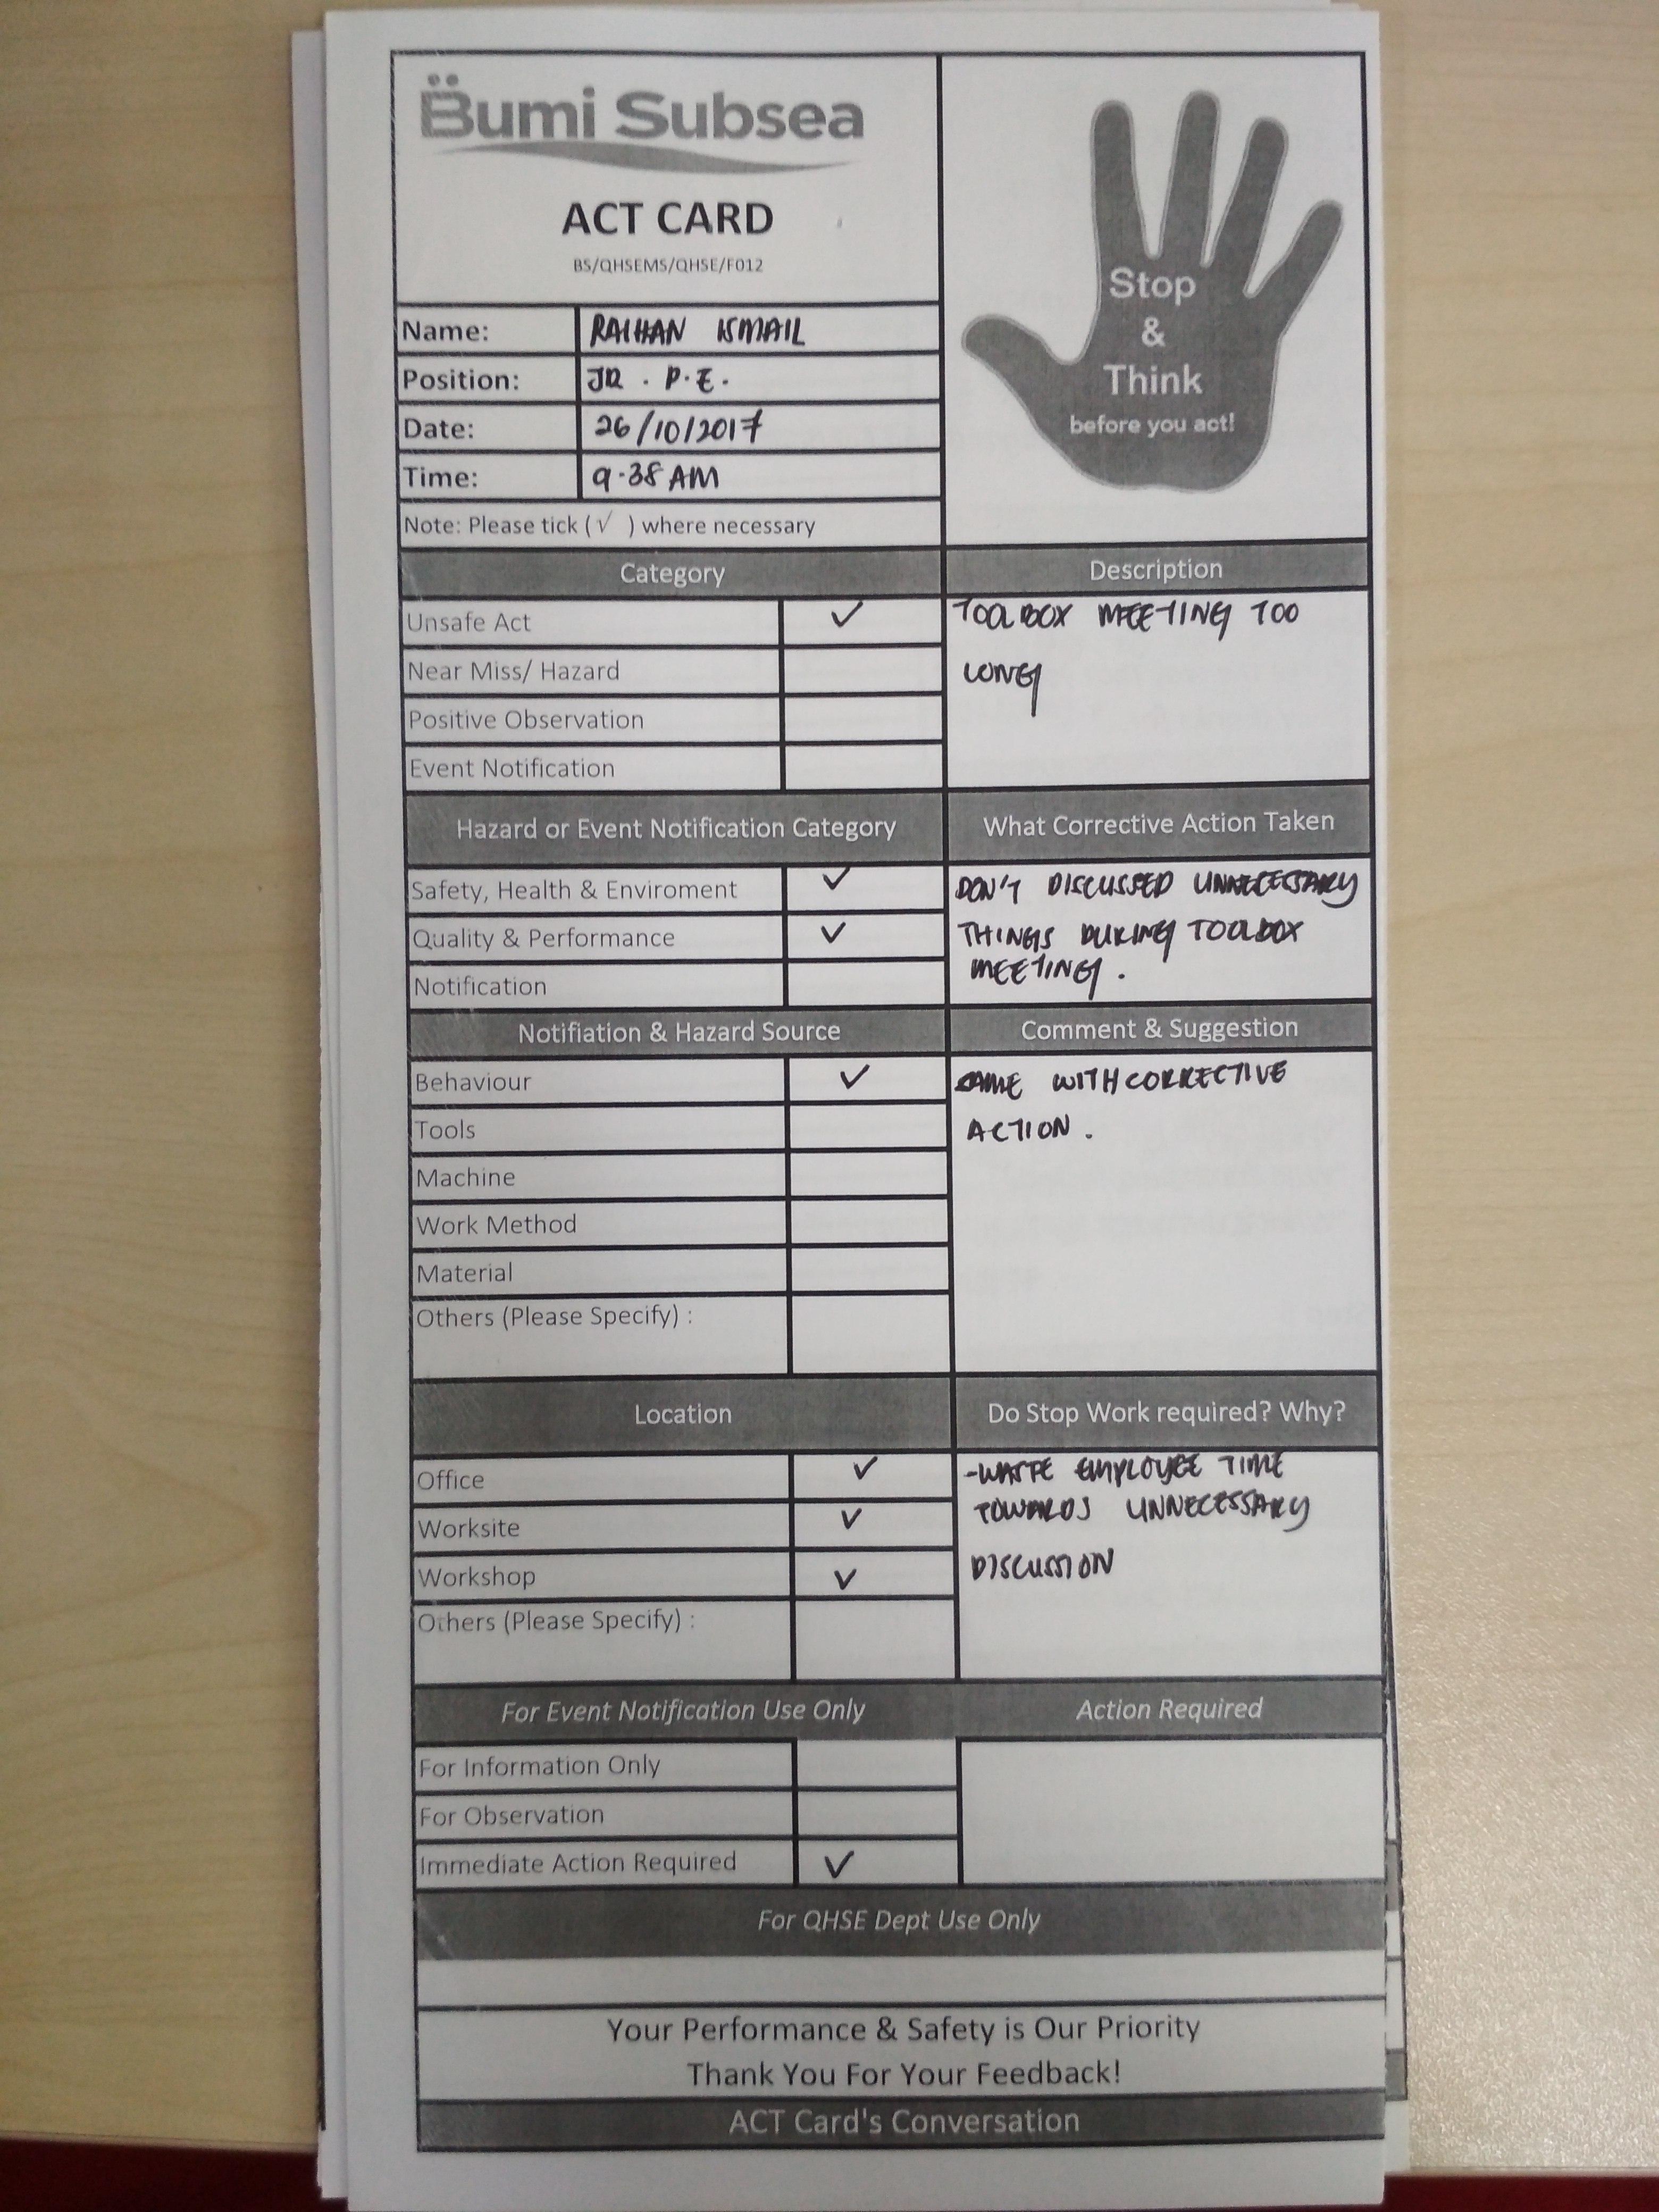 Bumi Subsea
ACT CARD
BS/QHSEMS/QHSE/F012
Stop
&
Think
before you act!
Name: RAIHAN ISMAIL
Position: JR. P.E.
Date: 26/10/2017
Time: 9.38 AM
Note: Please tick (√ ) where necessary
Category Description
Unsafe Act ✓ TOOLBOX MEETING TOO
Near Miss/ Hazard LONG
Positive Observation
Event Notification
Hazard or Event Notification Category What Corrective Action Taken
Safety, Health & Enviroment ✓ DON'T DISCUSSED UNNECESSARY
Quality & Performance ✓ THINGS DURING TOOLBOX
Notification MEETING.
Notifiation & Hazard Source Comment & Suggestion
Behaviour ✓ SAME WITH CORRECTIVE
Tools ACTION.
Machine
Work Method
Material
Others (Please Specify) :
Location Do Stop Work required? Why?
Office ✓ -WASTE EMPLOYEE TIME
Worksite ✓ TOWARDS UNNECESSARY
Workshop ✓ DISCUSSION
Others (Please Specify) :
For Event Notification Use Only Action Required
For Information Only
For Observation
Immediate Action Required ✓
For QHSE Dept Use Only
Your Performance & Safety is Our Priority
Thank You For Your Feedback!
ACT Card's Conversation